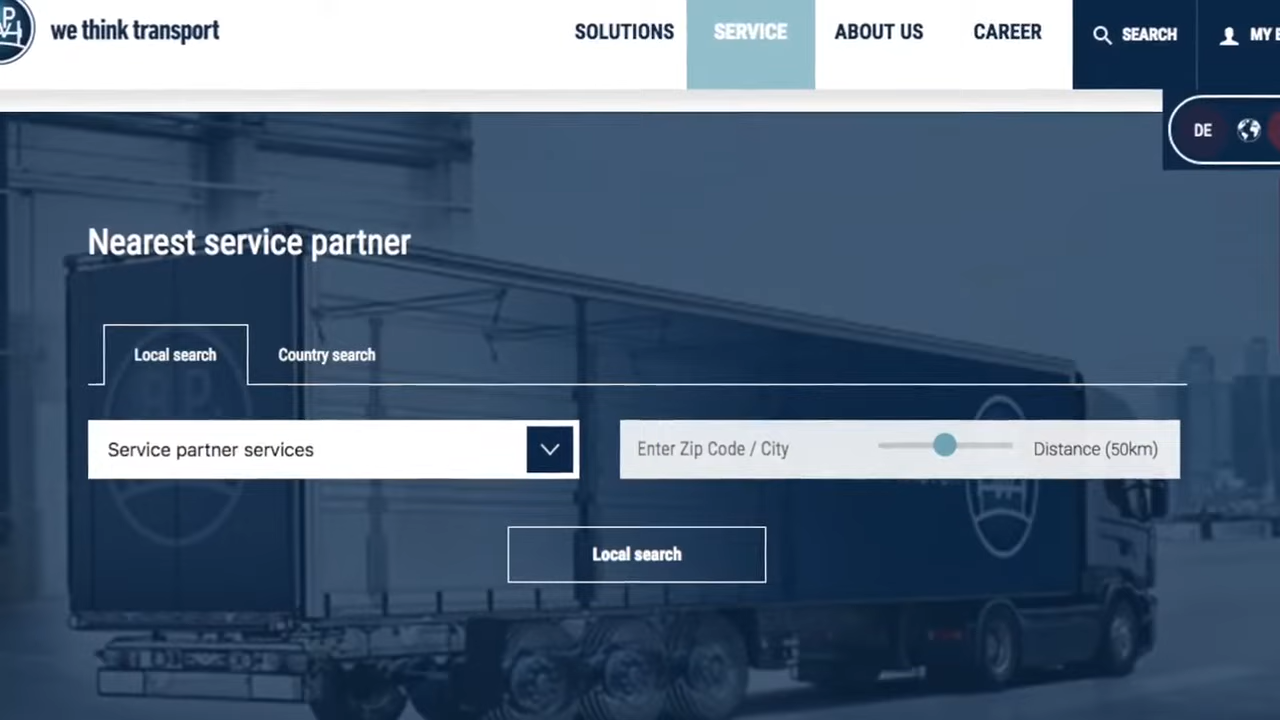 we think transport
SOLUTIONS
SERVICE
ABOUT US
CAREER
SEARCH
MY
DE
Nearest service partner
Local search
Country search
Service partner services
Enter Zip Code / City
Distance (50km)
Local search